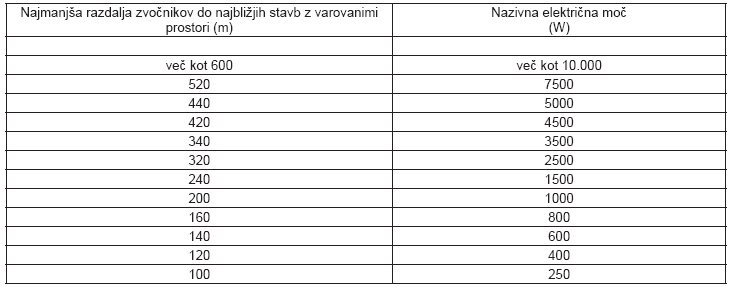 Najmanjša razdalja zvočnikov do najbližjih stavb z varovanimi
prostori (m)
Nazivna električna moč
(W)
več kot 600 več kot 10.000
520 7500
440 5000
420 4500
340 3500
320 2500
240 1500
200 1000
160 800
140 600
120 400
100 250